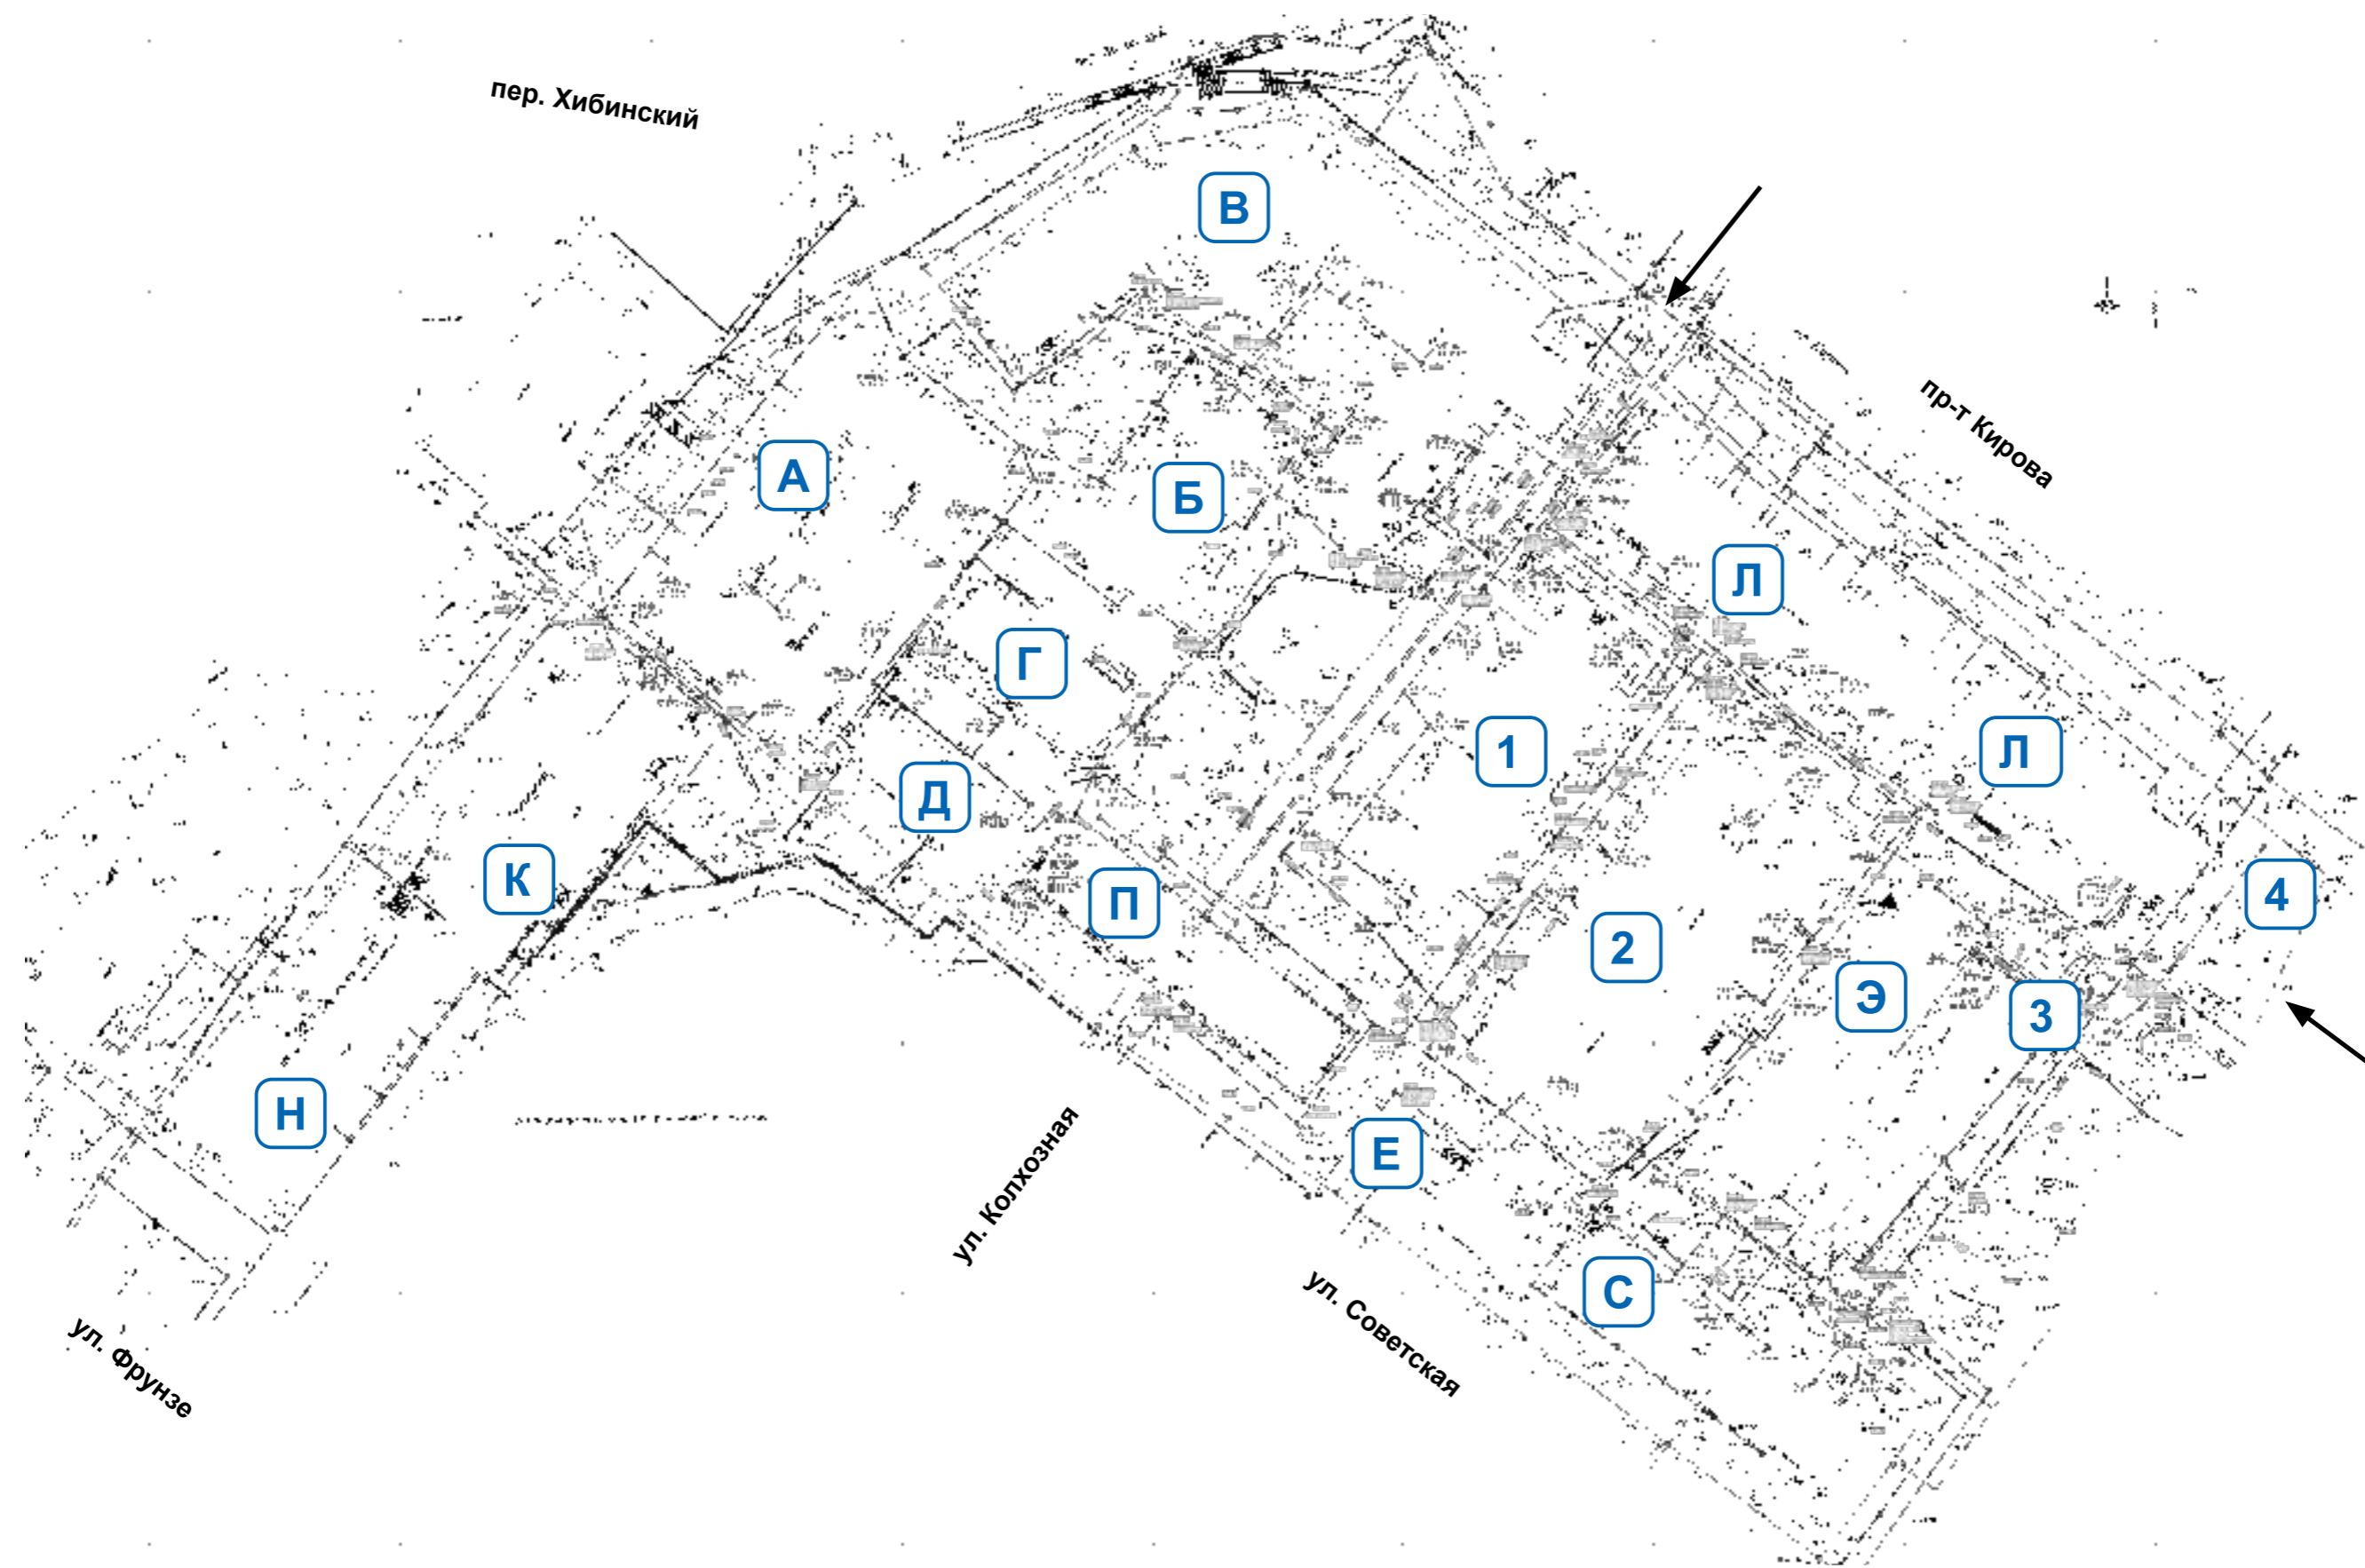 пер. Хибинский
В
пр-т Кирова
А
Б
Л
Г
1
Л
Д
К
П
4
2
Э
3
Н
Е
ул. Колхозная
С
ул. Советская
ул. Фрунзе